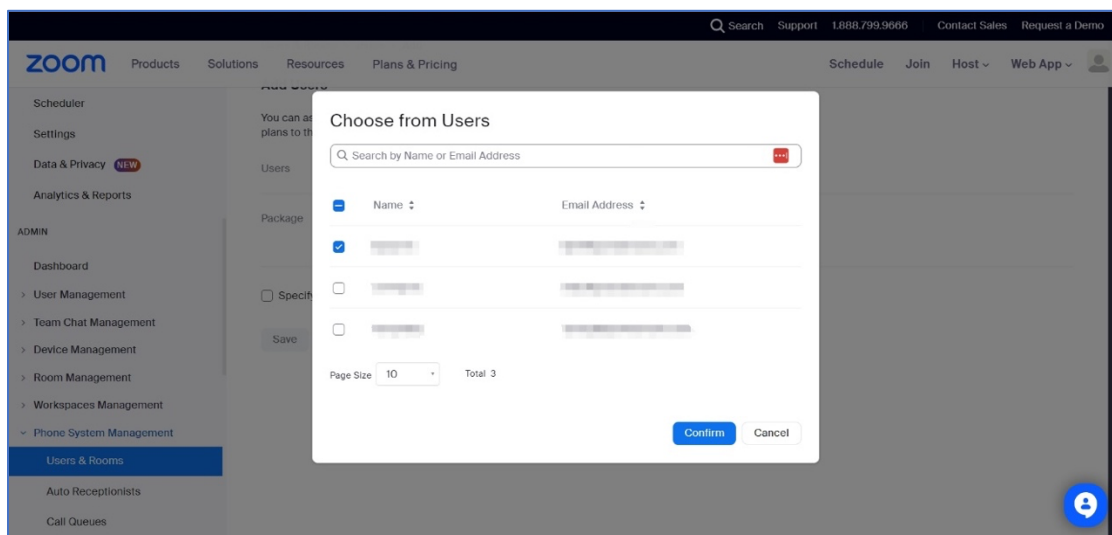 Search Support 1.888.799.9666 Contact Sales Request a Demo
zoom Products Solutions Resources Plans & Pricing Schedule Join Host Web App
Scheduler
Settings
Data & Privacy NEW
Analytics & Reports
ADMIN
Dashboard
User Management
Team Chat Management
Device Management
Room Management
Workspaces Management
Phone System Management
Users & Rooms
Auto Receptionists
Call Queues
Add Users
You can as
plans to th
Users
Package
Specify
Save
Choose from Users
Search by Name or Email Address
Name Email Address
Page Size 10 Total 3
Confirm Cancel